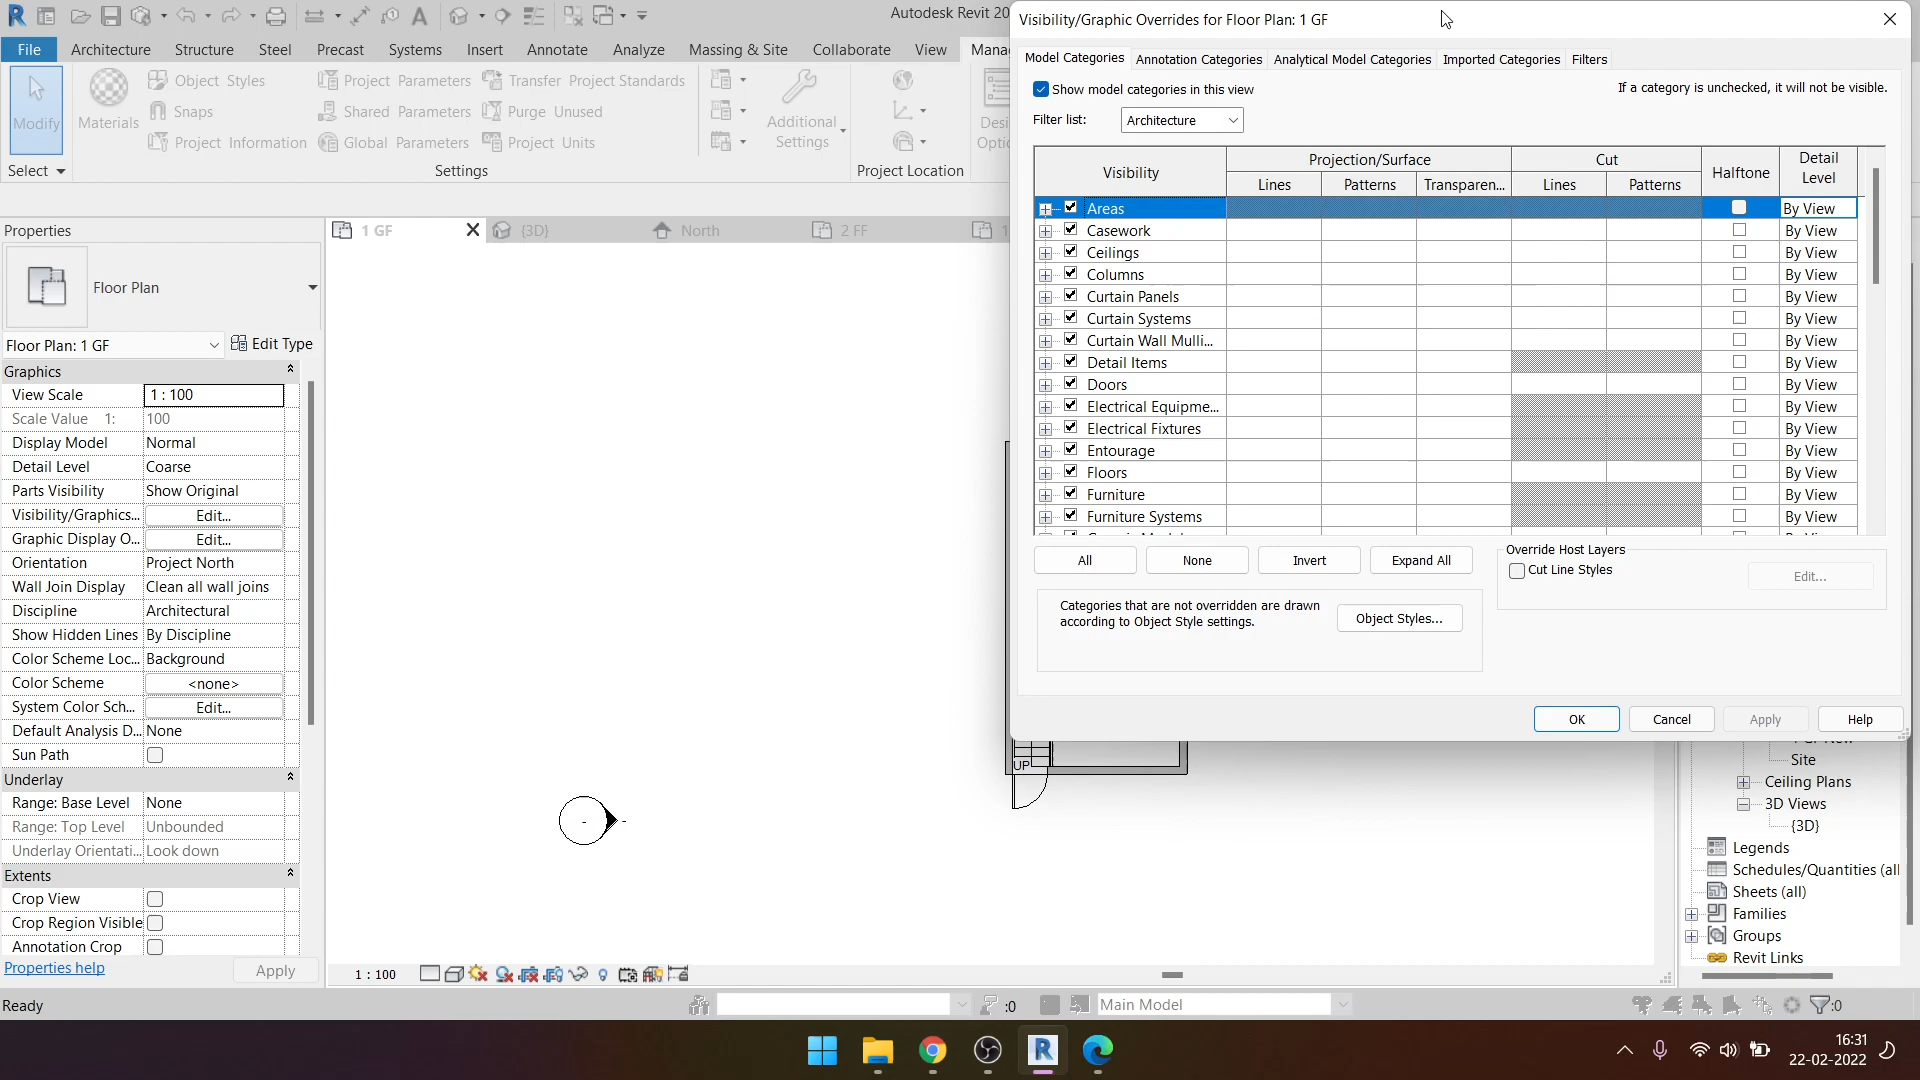 Autodesk Revit 20
File Architecture Structure Steel Precast Systems Insert Annotate Analyze Massing & Site Collaborate View Mana
Modify
Materials
Object Styles
Snaps
Project Information
Project Parameters
Shared Parameters
Global Parameters
Transfer Project Standards
Purge Unused
Project Units
Additional
Settings
Desi
Optio
Select
Settings
Project Location
Properties
Floor Plan
Floor Plan: 1 GF
Edit Type
Graphics
View Scale 1 : 100
Scale Value 1: 100
Display Model Normal
Detail Level Coarse
Parts Visibility Show Original
Visibility/Graphics... Edit...
Graphic Display O... Edit...
Orientation Project North
Wall Join Display Clean all wall joins
Discipline Architectural
Show Hidden Lines By Discipline
Color Scheme Loc... Background
Color Scheme <none>
System Color Sch... Edit...
Default Analysis D... None
Sun Path
Underlay
Range: Base Level None
Range: Top Level Unbounded
Underlay Orientati... Look down
Extents
Crop View
Crop Region Visible
Annotation Crop
Properties help
Apply
1 GF
{3D}
North
2 FF
1
UP
1 : 100
Visibility/Graphic Overrides for Floor Plan: 1 GF
Model Categories Annotation Categories Analytical Model Categories Imported Categories Filters
Show model categories in this view
If a category is unchecked, it will not be visible.
Filter list: Architecture
Visibility Projection/Surface Cut Halftone Detail Level
Lines Patterns Transparen... Lines Patterns
Areas By View
Casework By View
Ceilings By View
Columns By View
Curtain Panels By View
Curtain Systems By View
Curtain Wall Mulli... By View
Detail Items By View
Doors By View
Electrical Equipme... By View
Electrical Fixtures By View
Entourage By View
Floors By View
Furniture By View
Furniture Systems By View
All None Invert Expand All
Override Host Layers
Cut Line Styles
Edit...
Categories that are not overridden are drawn
according to Object Style settings.
Object Styles...
OK Cancel Apply Help
Site
Ceiling Plans
3D Views
{3D}
Legends
Schedules/Quantities (all
Sheets (all)
Families
Groups
Revit Links
Ready
:0
Main Model
:0
16:31
22-02-2022